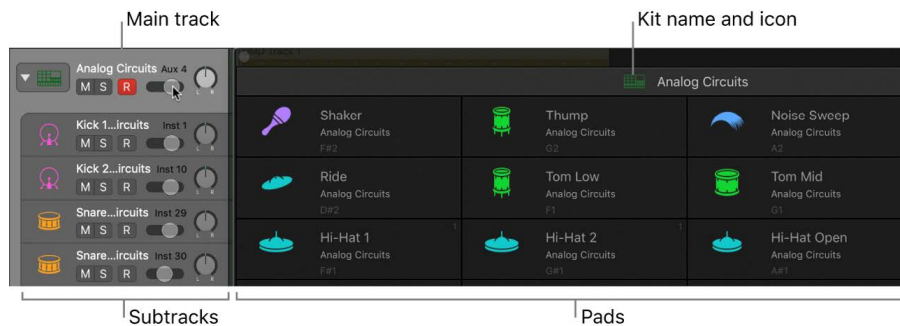 Main track
Kit name and icon
Analog Circuits Aux 4
M S R
L R
Analog Circuits
Kick 1...ircuits Inst 1
M S R
L R
Kick 2...ircuits Inst 10
M S R
L R
Snare...ircuits Inst 29
M S R
L R
Snare...ircuits Inst 30
M S R
L R
Shaker
Analog Circuits
F#2
Thump
Analog Circuits
G2
Noise Sweep
Analog Circuits
A2
Ride
Analog Circuits
D#2
Tom Low
Analog Circuits
F1
Tom Mid
Analog Circuits
G1
Hi-Hat 1
1
Analog Circuits
F#1
Hi-Hat 2
1
Analog Circuits
G#1
Hi-Hat Open
Analog Circuits
A#1
Subtracks
Pads